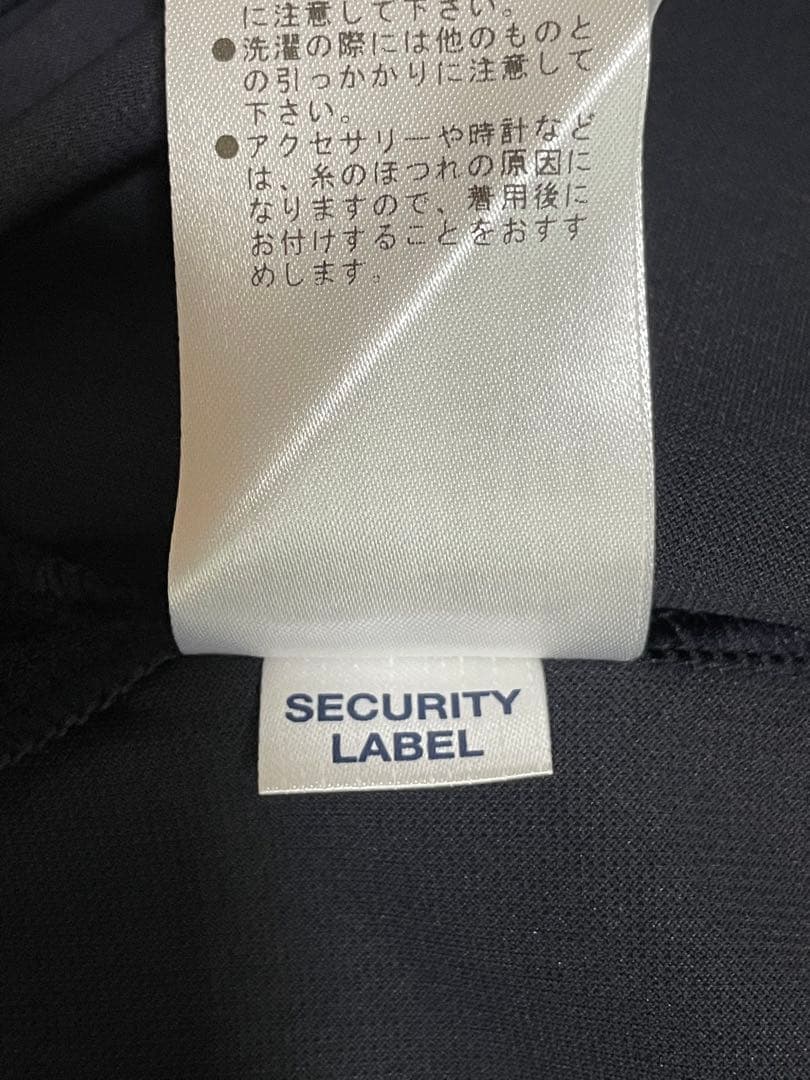 に注意して下さい。
●洗濯の際には他のものと
の引っかかりに注意して
下さい。
●アクセサリーや時計など
は、糸のほつれの原因に
なりますので、着用後に
お付けすることをおすす
めします。
SECURITY
LABEL